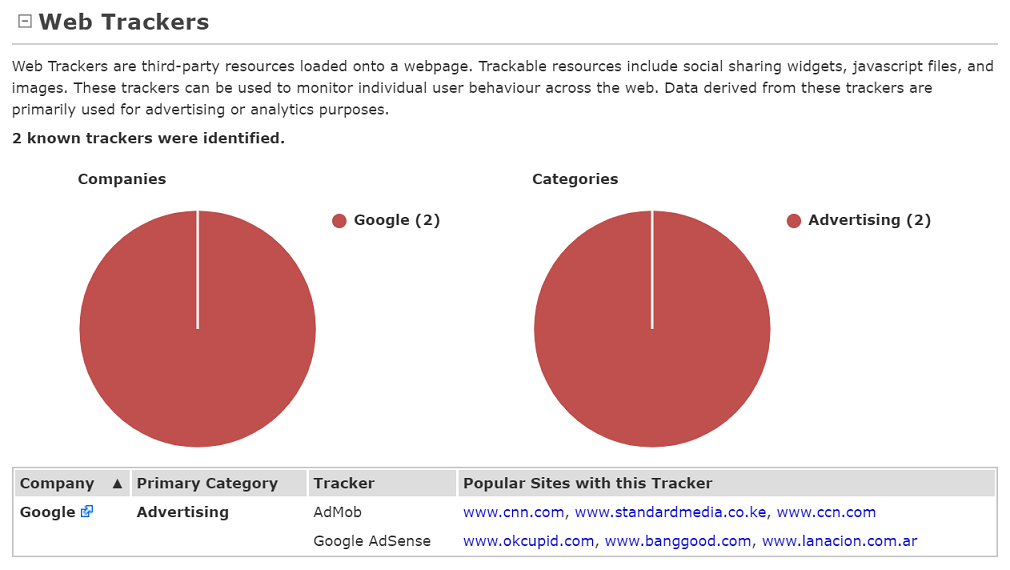 Web Trackers
Web Trackers are third-party resources loaded onto a webpage. Trackable resources include social sharing widgets, javascript files, and
images. These trackers can be used to monitor individual user behaviour across the web. Data derived from these trackers are
primarily used for advertising or analytics purposes.
2 known trackers were identified.
Companies
Google (2)
Categories
Advertising (2)
Company ▲ Primary Category Tracker Popular Sites with this Tracker
Google Advertising AdMob www.cnn.com, www.standardmedia.co.ke, www.ccn.com
Google AdSense www.okcupid.com, www.banggood.com, www.lanacion.com.ar